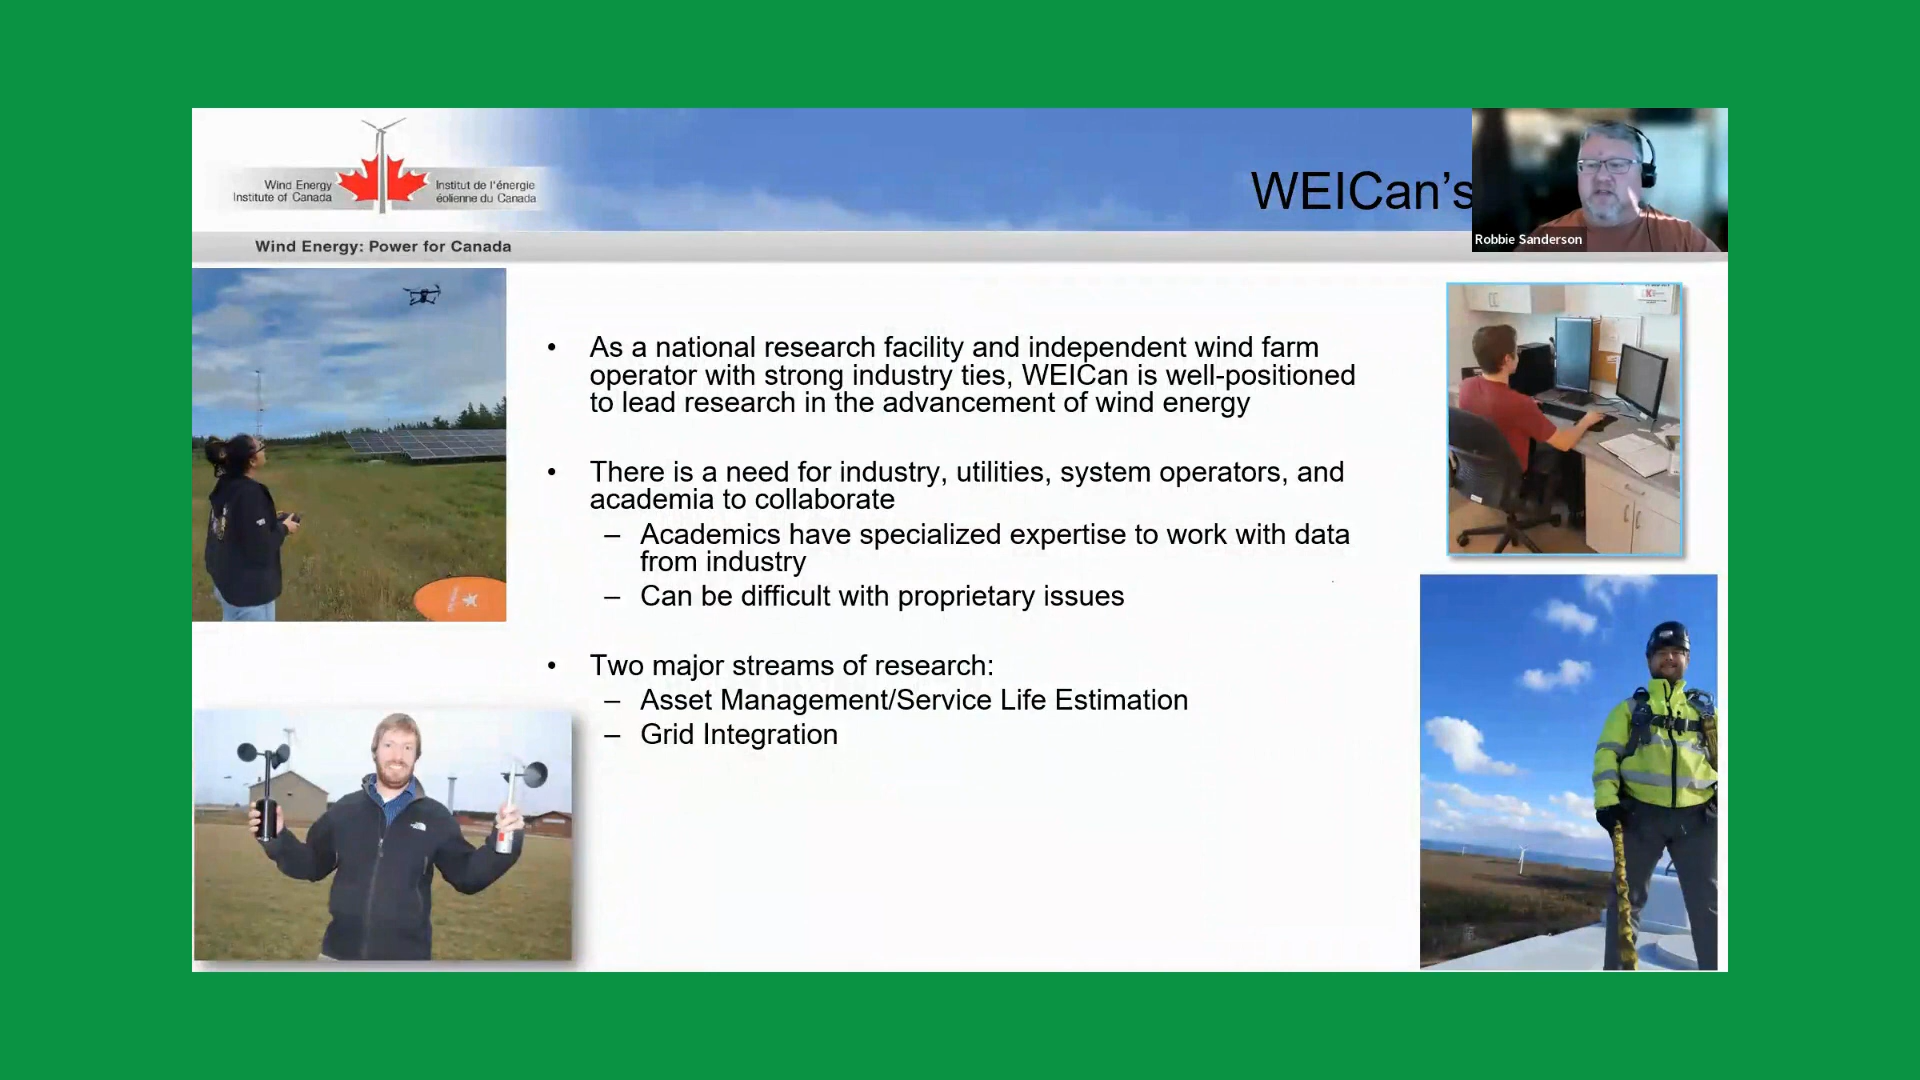 Wind Energy
Institute of Canada
Institut de l'énergie
éolienne du Canada
WEICan's
Robbie Sanderson
Wind Energy: Power for Canada
• As a national research facility and independent wind farm
operator with strong industry ties, WEICan is well-positioned
to lead research in the advancement of wind energy
• There is a need for industry, utilities, system operators, and
academia to collaborate
– Academics have specialized expertise to work with data
from industry
– Can be difficult with proprietary issues
• Two major streams of research:
– Asset Management/Service Life Estimation
– Grid Integration